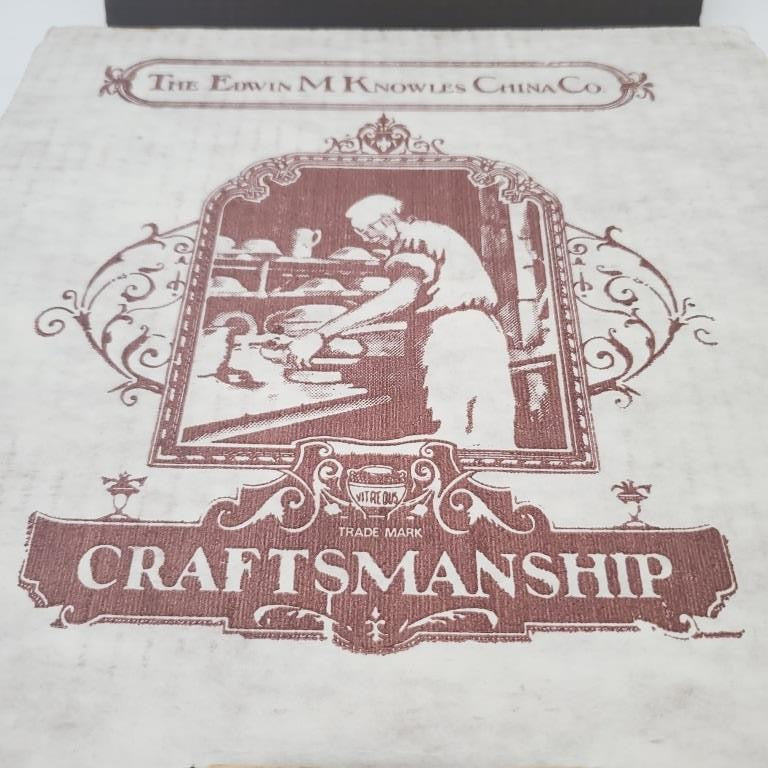 THE EDWIN M KNOWLES CHINA CO.
VITREOUS
TRADE MARK
CRAFTSMANSHIP